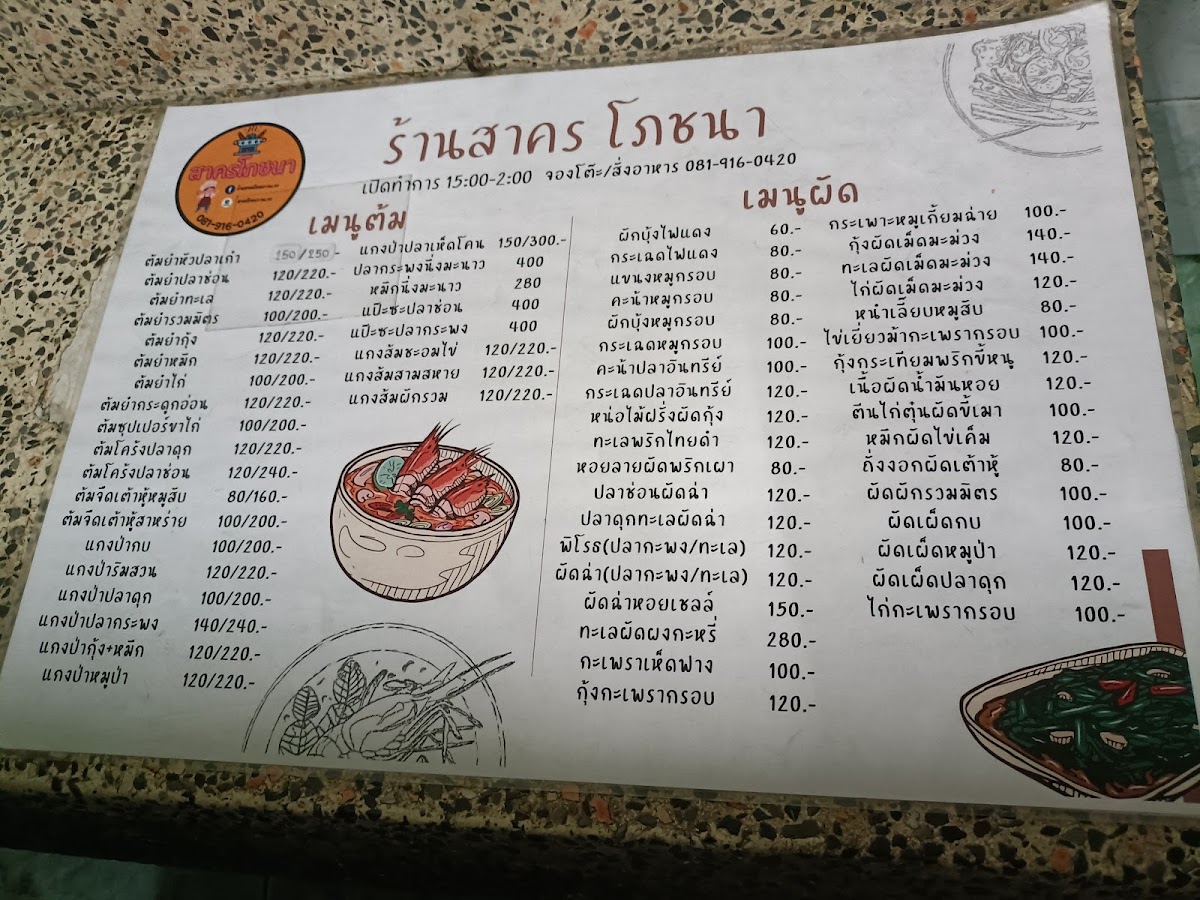 สาครโภชนา
081-916-0420
ร้านสาคร โภชนา
เปิดทำการ 15:00-2:00 จองโต๊ะ/สั่งอาหาร 081-916-0420
เมนูต้ม
ต้มยำหัวปลาเก๋า 150/250-
ต้มยำปลาช่อน 120/220.-
ต้มยำทะเล 120/220.-
ต้มยำรวมมิตร 100/200.-
ต้มยำกุ้ง 120/220.-
ต้มยำหมึก 120/220.-
ต้มยำไก่ 100/200.-
ต้มยำกระดูกอ่อน 120/220.-
ต้มซุปเปอร์ขาไก่ 100/200.-
ต้มโคร้งปลาดุก 120/220.-
ต้มโคร้งปลาช่อน 120/240.-
ต้มจืดเต้าหู้หมูสับ 80/160.-
ต้มจืดเต้าหู้สาหร่าย 100/200.-
แกงป่ากบ 100/200.-
แกงป่าริมสวน 120/220.-
แกงป่าปลาดุก 100/200.-
แกงป่าปลากระพง 140/240.-
แกงป่ากุ้ง+หมึก 120/220.-
แกงป่าหมูป่า 120/220.-
แกงป่าปลาเห็ดโคน 150/300.-
ปลากระพงนึ่งมะนาว 400
หมึกนึ่งมะนาว 280
แป๊ะซะปลาช่อน 400
แป๊ะซะปลากระพง 400
แกงส้มชะอมไข่ 120/220.-
แกงส้มสามสหาย 120/220.-
แกงส้มผักรวม 120/220.-
เมนูผัด
ผักบุ้งไฟแดง 60.-
กระเฉดไฟแดง 80.-
แขนงหมูกรอบ 80.-
คะน้าหมูกรอบ 80.-
ผักบุ้งหมูกรอบ 80.-
กระเฉดหมูกรอบ 100.-
คะน้าปลาอินทรีย์ 100.-
กระเฉดปลาอินทรีย์ 120.-
หน่อไม้ฝรั่งผัดกุ้ง 120.-
ทะเลพริกไทยดำ 120.-
หอยลายผัดพริกเผา 80.-
ปลาช่อนผัดฉ่า 120.-
ปลาดุกทะเลผัดฉ่า 120.-
พิโรธ(ปลากะพง/ทะเล) 120.-
ผัดฉ่า(ปลากะพง/ทะเล) 120.-
ผัดฉ่าหอยเชลล์ 150.-
ทะเลผัดผงกะหรี่ 280.-
กะเพราเห็ดฟาง 100.-
กุ้งกะเพรากรอบ 120.-
กระเพาะหมูเกี้ยมฉ่าย 100.-
กุ้งผัดเม็ดมะม่วง 140.-
ทะเลผัดเม็ดมะม่วง 140.-
ไก่ผัดเม็ดมะม่วง 120.-
หนำเลี๊ยบหมูสับ 80.-
ไข่เยี่ยวม้ากะเพรากรอบ 100.-
กุ้งกระเทียมพริกขี้หนู 120.-
เนื้อผัดน้ำมันหอย 120.-
ตีนไก่ตุ๋นผัดขี้เมา 100.-
หมึกผัดไข่เค็ม 120.-
ถั่งงอกผัดเต้าหู้ 80.-
ผัดผักรวมมิตร 100.-
ผัดเผ็ดกบ 100.-
ผัดเผ็ดหมูป่า 120.-
ผัดเผ็ดปลาดุก 120.-
ไก่กะเพรากรอบ 100.-